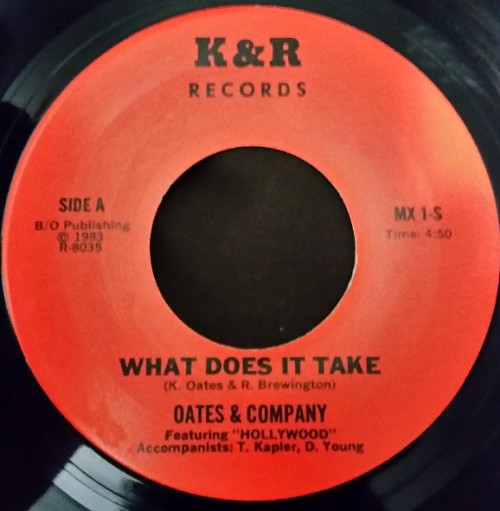 K & R
RECORDS
SIDE A
B/O Publishing
© 1983
R-8035
MX 1-S
Time: 4:50
WHAT DOES IT TAKE
(K. Oates & R. Brewington)
OATES & COMPANY
Featuring "HOLLYWOOD"
Accompanists: T. Kapler, D. Young